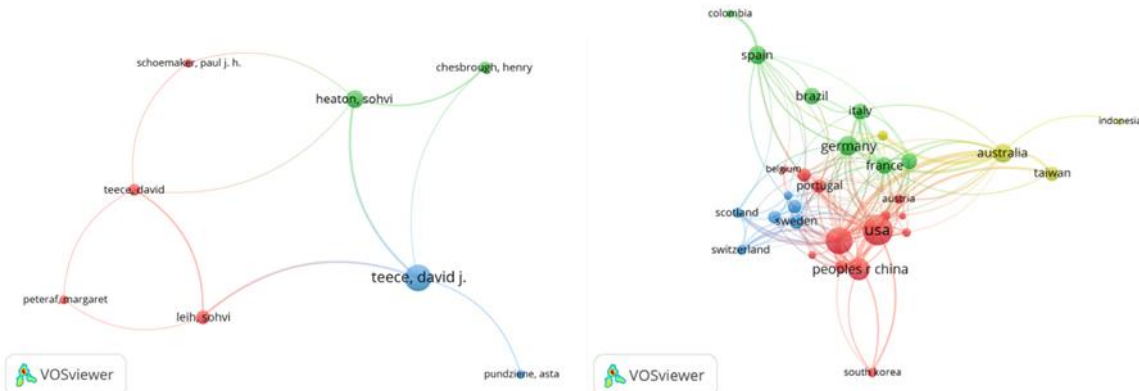 schoemaker, paul j. h.
chesbrough, henry
heaton, sohvi
teece, david
teece, david j.
peteraf, margaret
leih, sohvi
pundziene, asta
VOSviewer
colombia
spain
brazil
italy
indonesia
germany
australia
france
taiwan
belgium
portugal
austria
scotland
sweden
usa
switzerland
peoples r china
south korea
VOSviewer